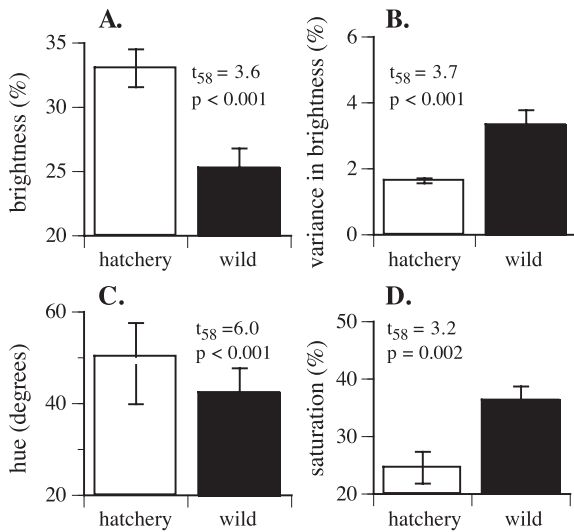 A.
brightness (%)
35
30
25
20
t58 = 3.6
p < 0.001
hatchery wild
B.
variance in brightness (%)
6
4
2
0
t58 = 3.7
p < 0.001
hatchery wild
C.
hue (degrees)
60
40
20
t58 =6.0
p < 0.001
hatchery wild
D.
saturation (%)
50
40
30
20
t58 = 3.2
p = 0.002
hatchery wild